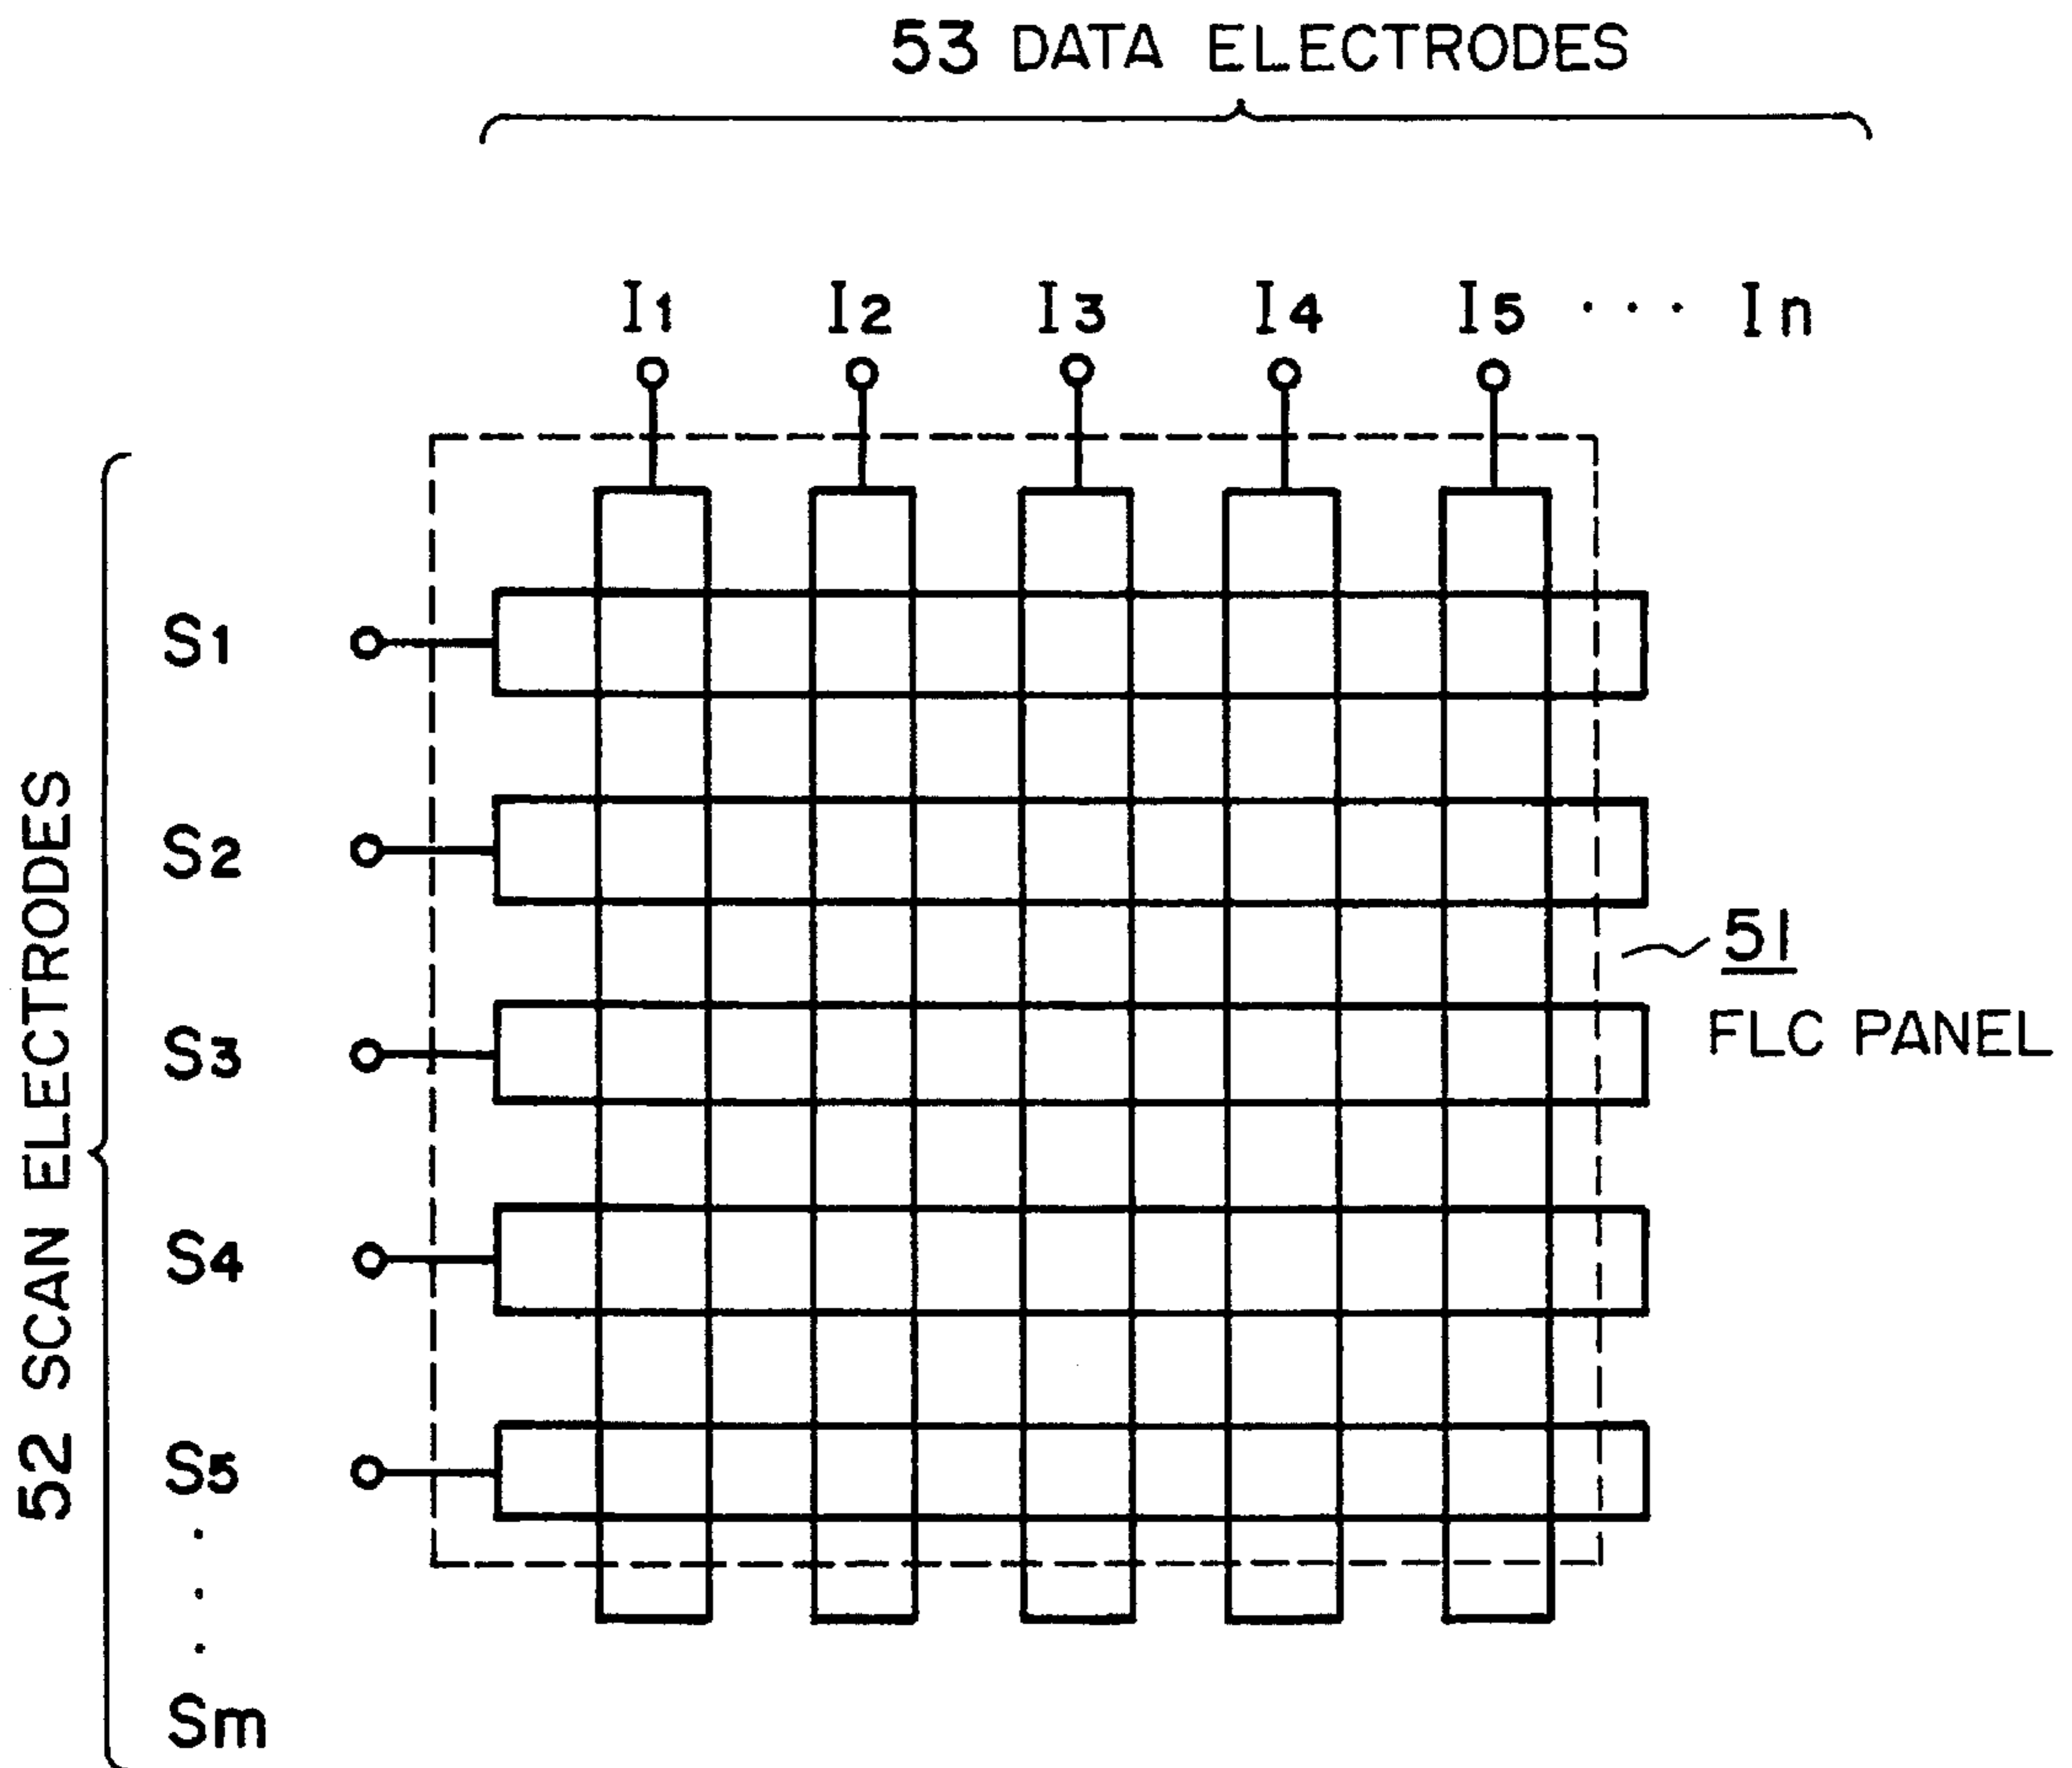 53 DATA ELECTRODES
I1 I2 I3 I4 I5 · · · In
52 SCAN ELECTRODES
S1
S2
51
FLC PANEL
S3
S4
S5
·
·
·
Sm